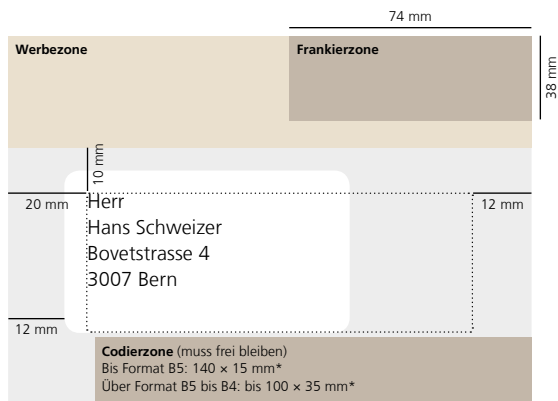 74 mm
Werbezone
Frankierzone
38 mm
10 mm
20 mm
12 mm
Herr
Hans Schweizer
Bovetstrasse 4
3007 Bern
12 mm
Codierzone (muss frei bleiben)
Bis Format B5: 140 × 15 mm*
Über Format B5 bis B4: bis 100 × 35 mm*